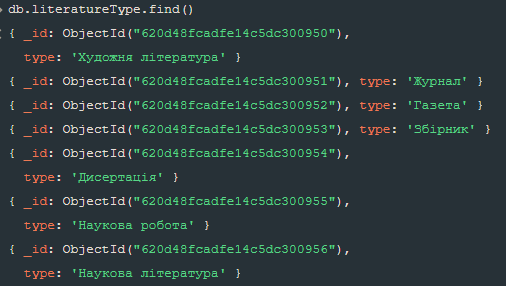 db.literatureType.find()
{ _id: ObjectId("620d48fcadfe14c5dc300950"),
type: 'Художня література' }
{ _id: ObjectId("620d48fcadfe14c5dc300951"), type: 'Журнал' }
{ _id: ObjectId("620d48fcadfe14c5dc300952"), type: 'Газета' }
{ _id: ObjectId("620d48fcadfe14c5dc300953"), type: 'Збірник' }
{ _id: ObjectId("620d48fcadfe14c5dc300954"),
type: 'Дисертація' }
{ _id: ObjectId("620d48fcadfe14c5dc300955"),
type: 'Наукова робота' }
{ _id: ObjectId("620d48fcadfe14c5dc300956"),
type: 'Наукова література' }